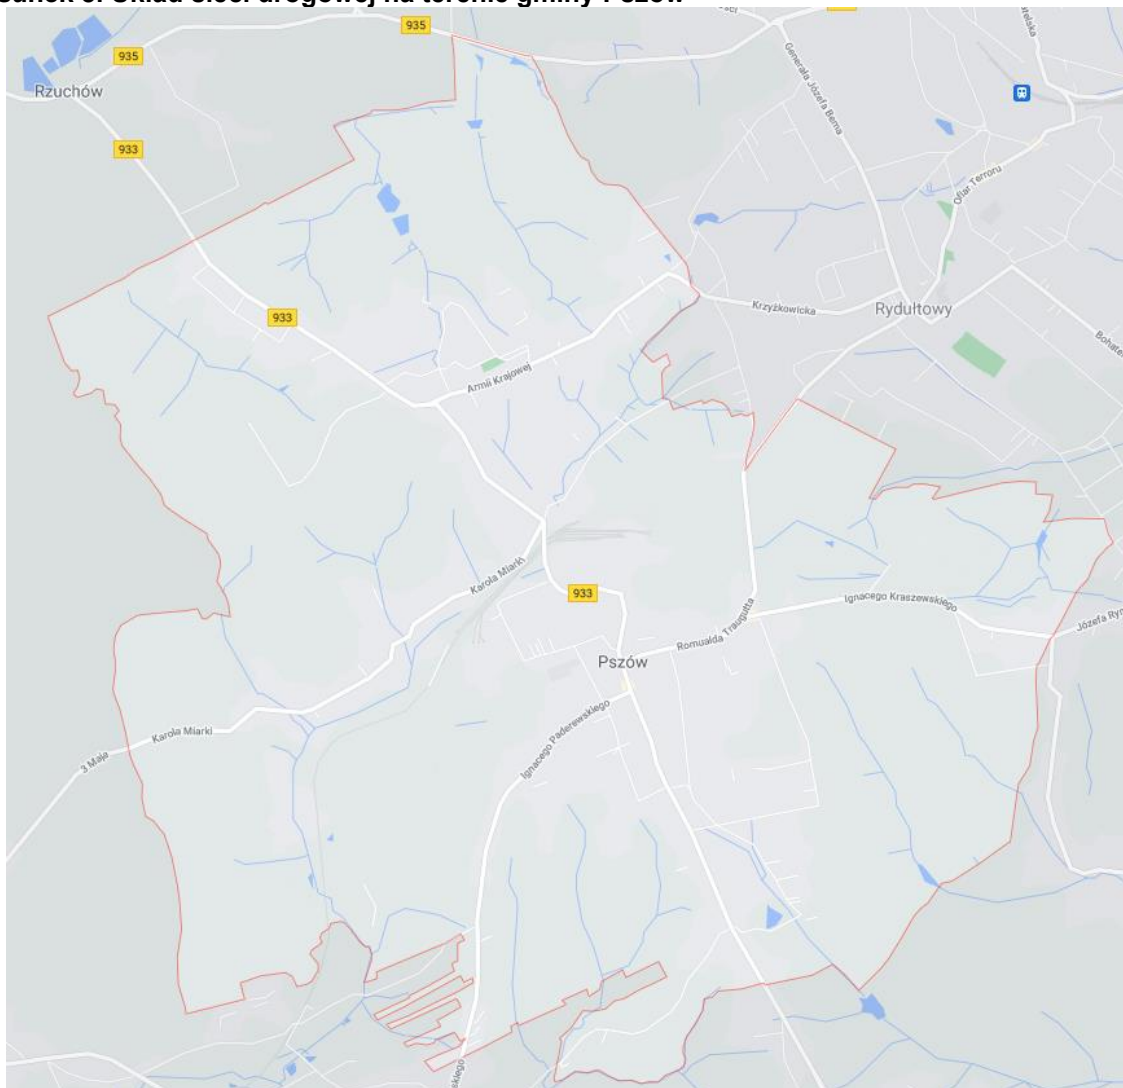 935
935
Rzuchów
933
Generała Józefa Bema
Ofiar Terroru
933
Krzyżkowicka
Rydułtowy
Armii Krajowej
Karola Miarki
933
Ignacego Kraszewskiego
Romualda Traugutta
Pszów
Ignacego Paderewskiego
Karola Miarki
3 Maja